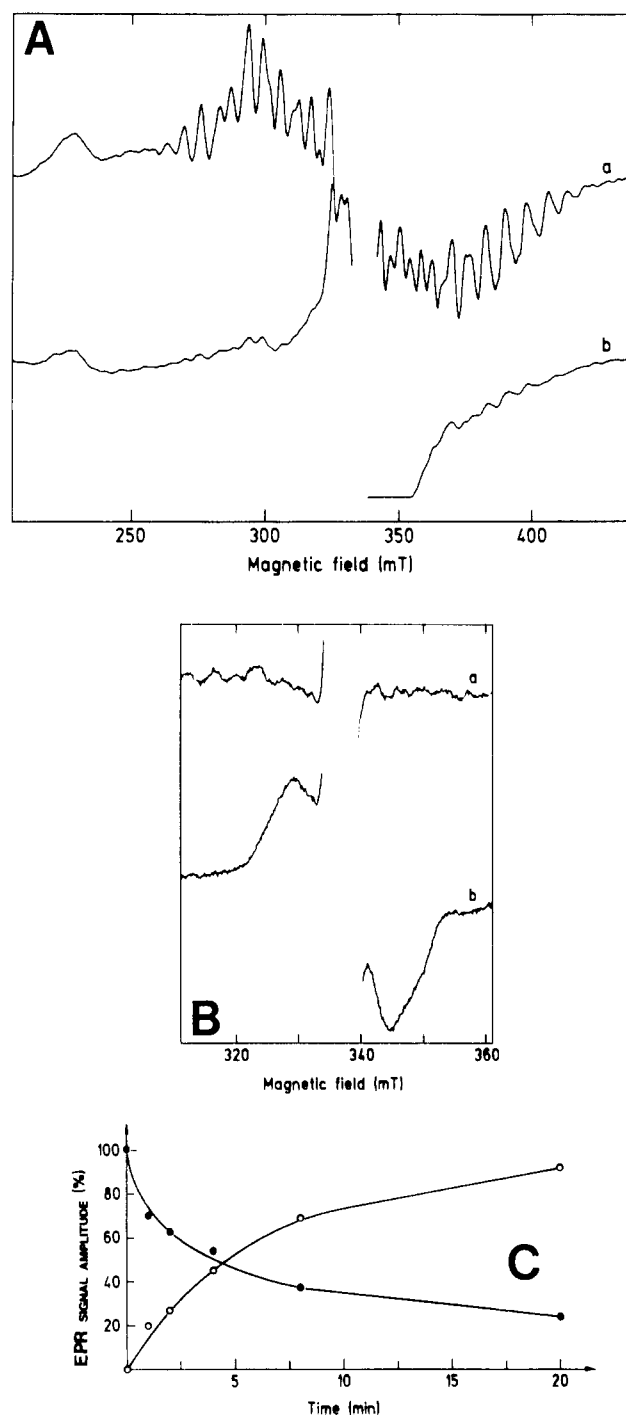 A
a
b
250 300 350 400
Magnetic field (mT)
a
b
B
320 340 360
Magnetic field (mT)
EPR SIGNAL AMPLITUDE (%)
100
80
60
40
20
C
5 10 15 20
Time (min)